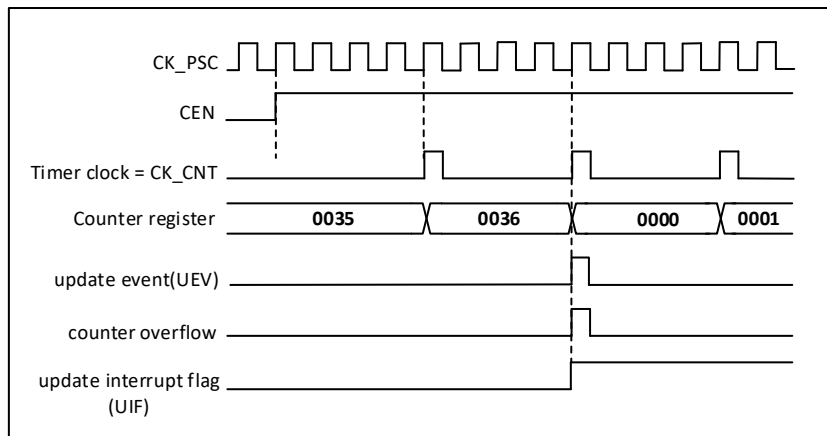 CK_PSC
CEN
Timer clock = CK_CNT
Counter register 0035 0036 0000 0001
update event(UEV)
counter overflow
update interrupt flag
(UIF)